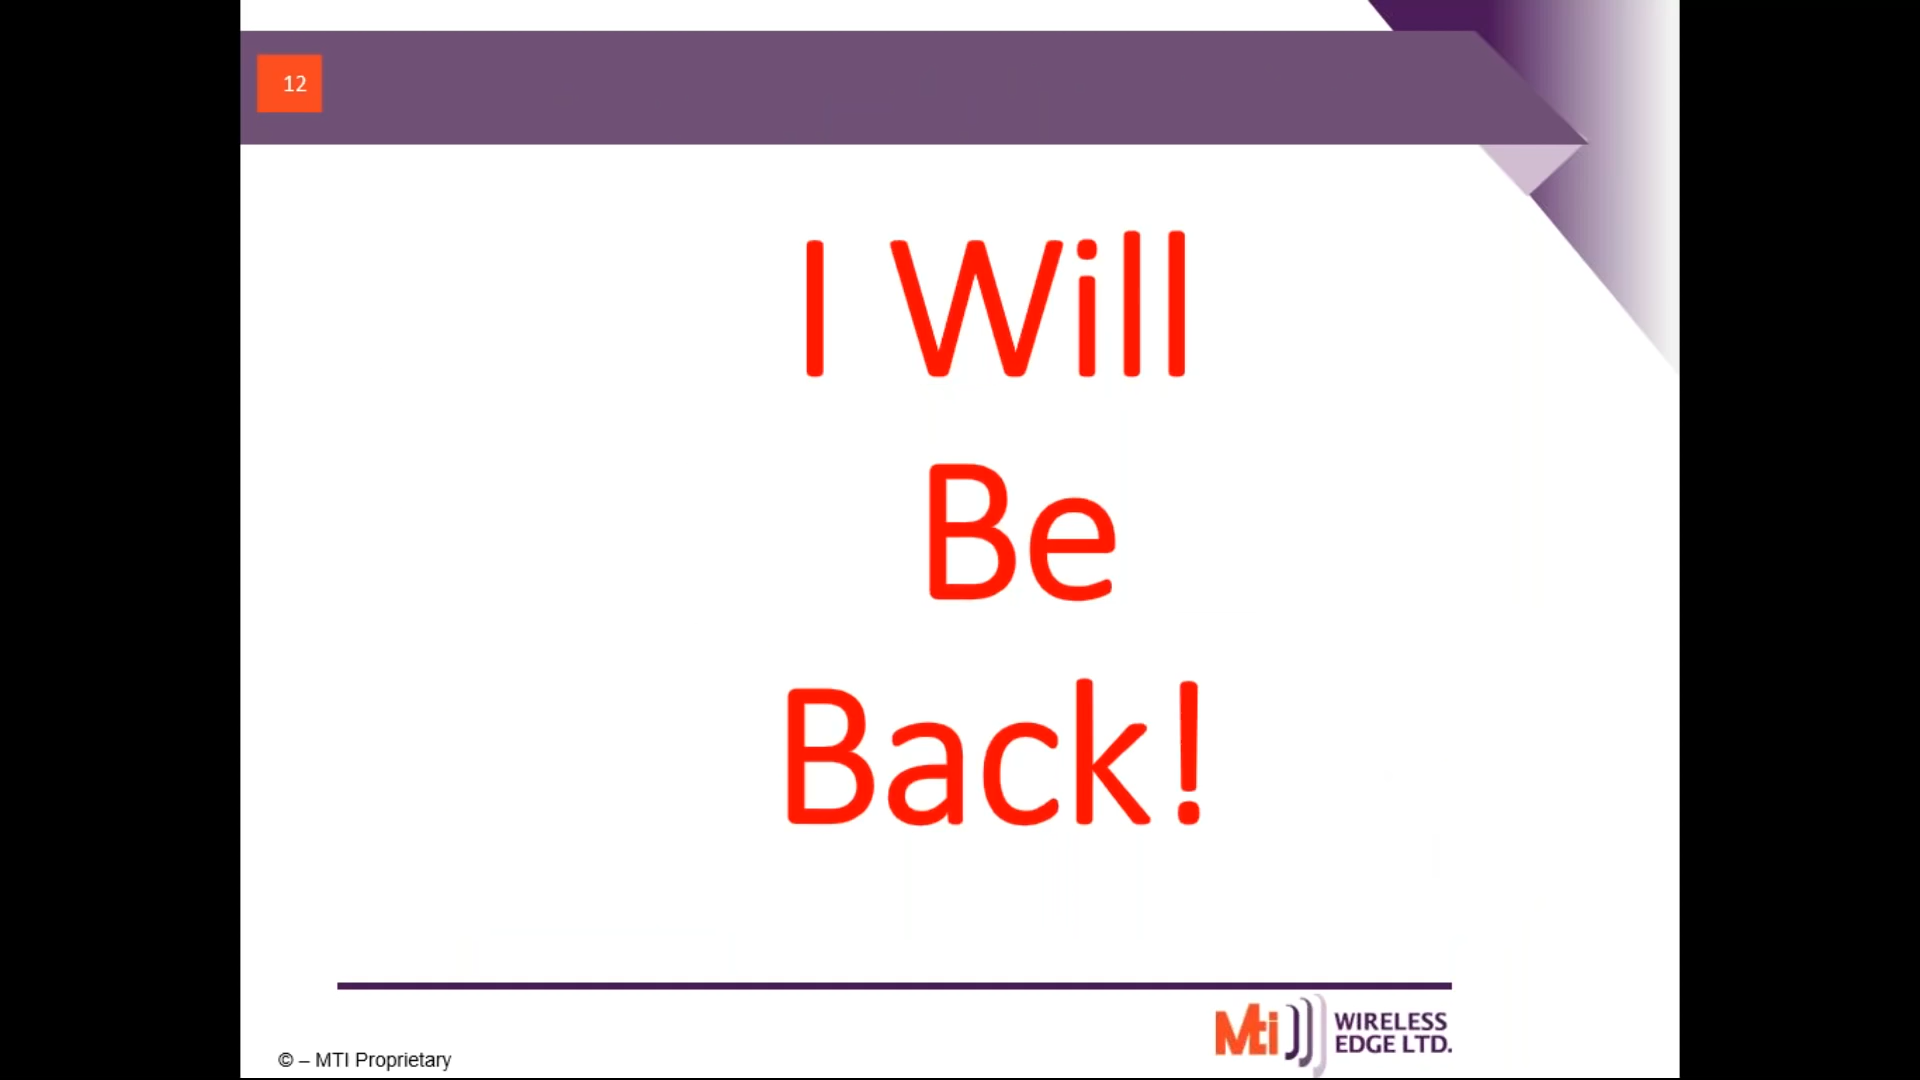 12
I Will
Be
Back!
© – MTI Proprietary
Mti WIRELESS
EDGE LTD.